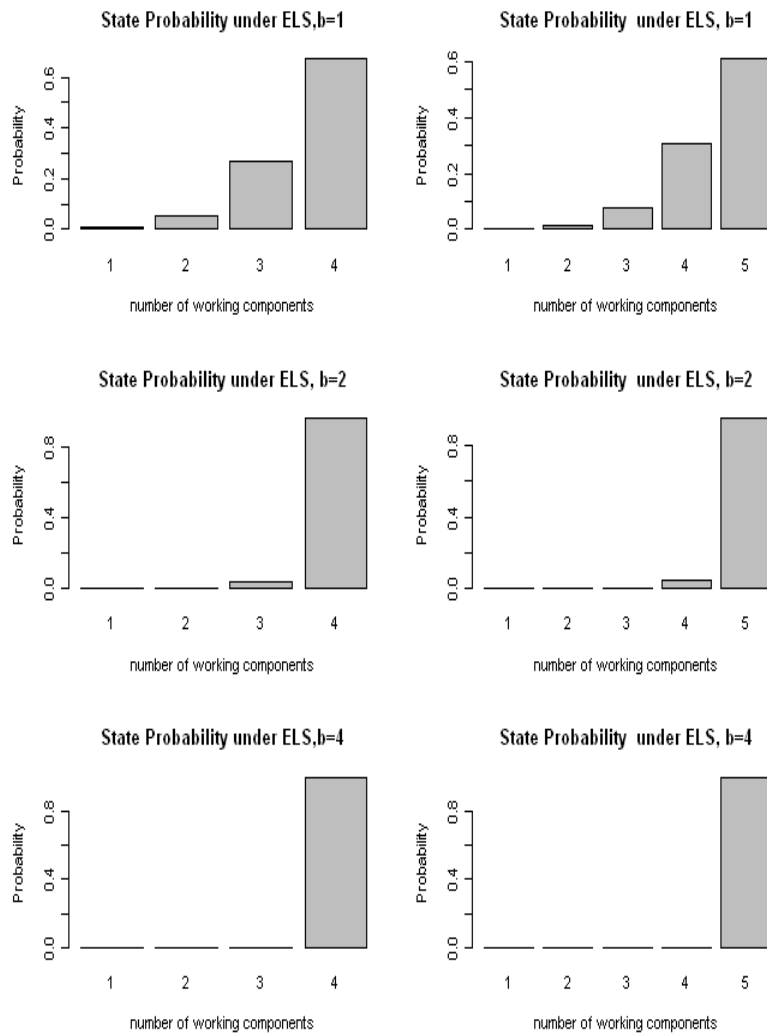 State Probability under ELS,b=1
Probability
0.0 0.2 0.4 0.6
1 2 3 4
number of working components
State Probability under ELS, b=1
Probability
0.0 0.2 0.4 0.6
1 2 3 4 5
number of working components
State Probability under ELS, b=2
Probability
0.0 0.4 0.8
1 2 3 4
number of working components
State Probability under ELS, b=2
Probability
0.0 0.4 0.8
1 2 3 4 5
number of working components
State Probability under ELS,b=4
Probability
0.0 0.4 0.8
1 2 3 4
number of working components
State Probability under ELS, b=4
Probability
0.0 0.4 0.8
1 2 3 4 5
number of working components